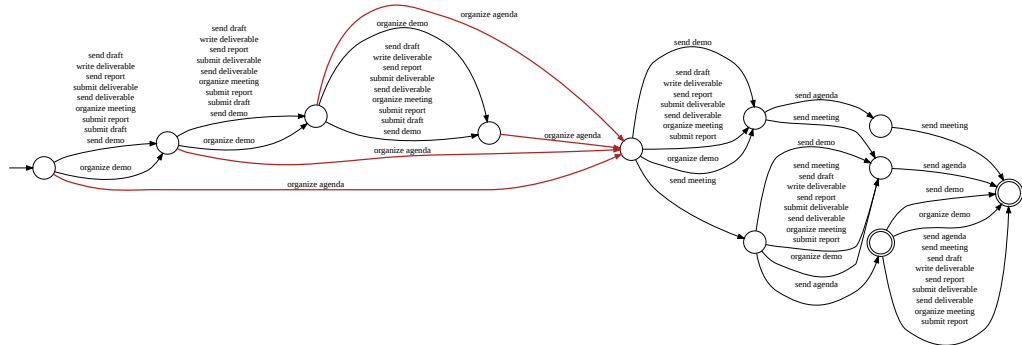 send draft
write deliverable
send report
submit deliverable
send deliverable
organize meeting
submit report
submit draft
send demo
organize demo
send draft
write deliverable
send report
submit deliverable
send deliverable
organize meeting
submit report
submit draft
send demo
organize demo
organize agenda
organize demo
send draft
write deliverable
send report
submit deliverable
send deliverable
organize meeting
submit report
submit draft
send demo
organize agenda
organize agenda
organize agenda
send demo
send draft
write deliverable
send report
submit deliverable
send deliverable
organize meeting
submit report
organize demo
send meeting
send agenda
send meeting
send meeting
send demo
send meeting
send draft
write deliverable
send report
submit deliverable
send deliverable
organize meeting
submit report
organize demo
send agenda
send agenda
send demo
organize demo
send agenda
send meeting
send draft
write deliverable
send report
submit deliverable
send deliverable
organize meeting
submit report